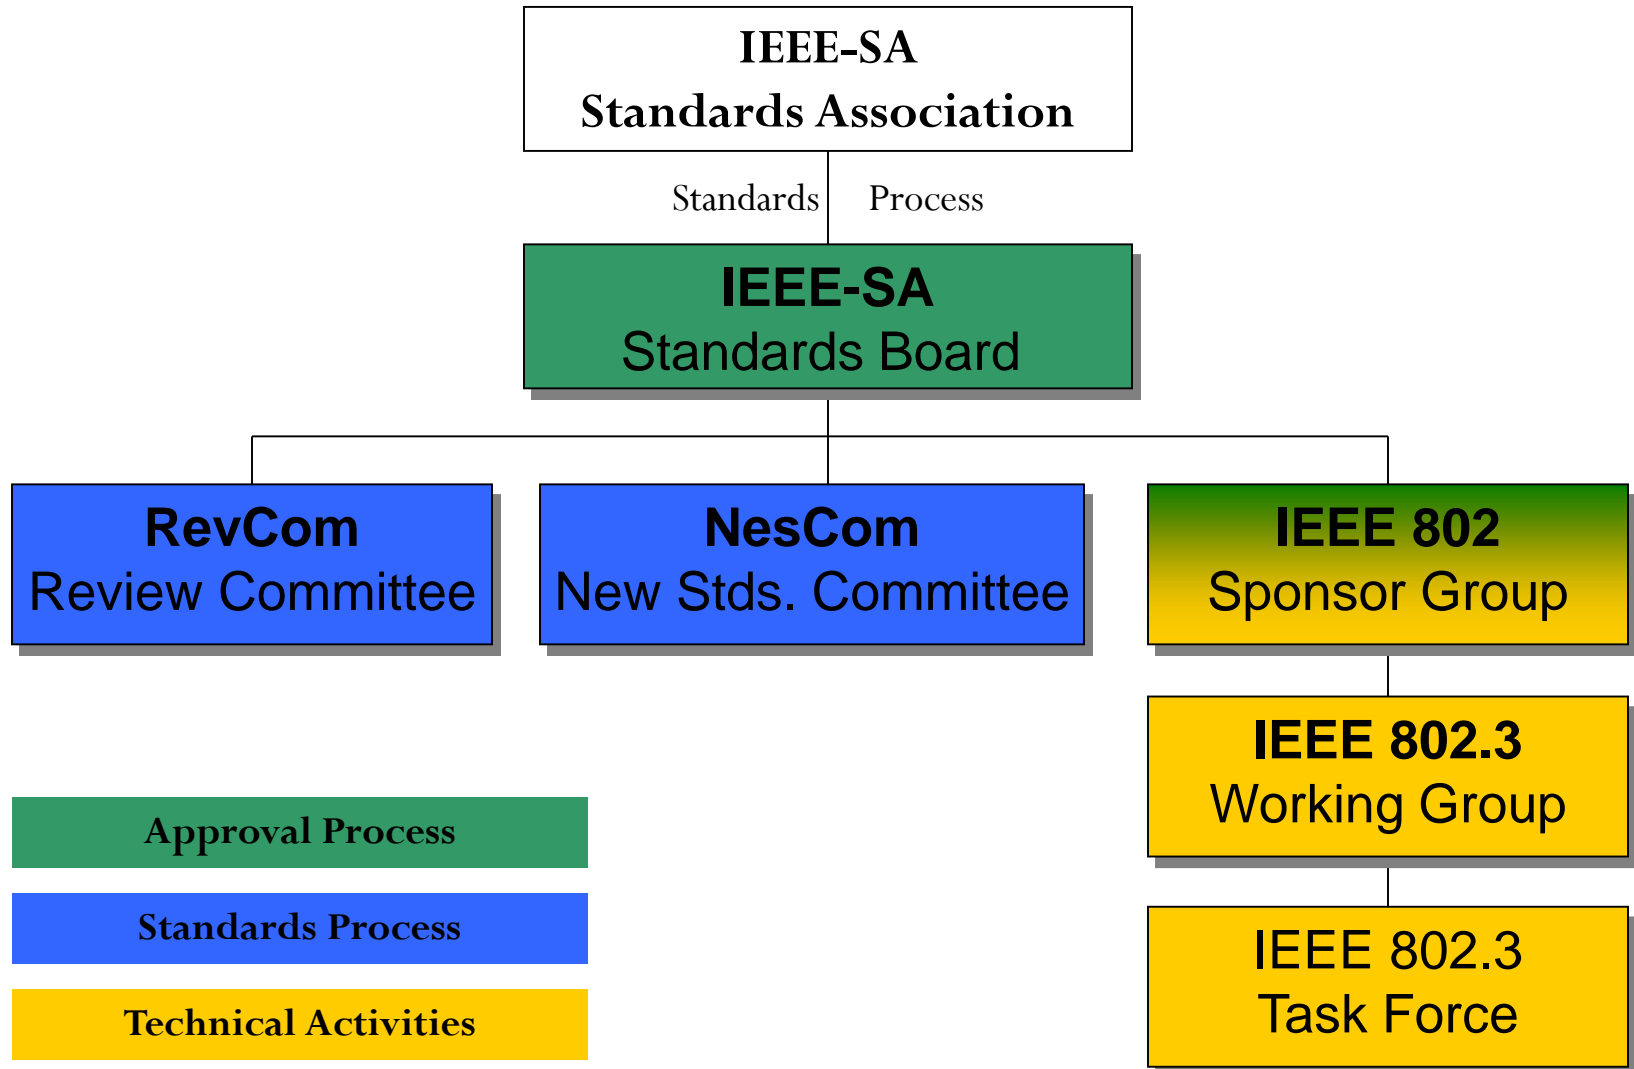 IEEE-SA
Standards Association
Standards Process
IEEE-SA
Standards Board
RevCom
Review Committee
NesCom
New Stds. Committee
IEEE 802
Sponsor Group
IEEE 802.3
Working Group
IEEE 802.3
Task Force
Approval Process
Standards Process
Technical Activities